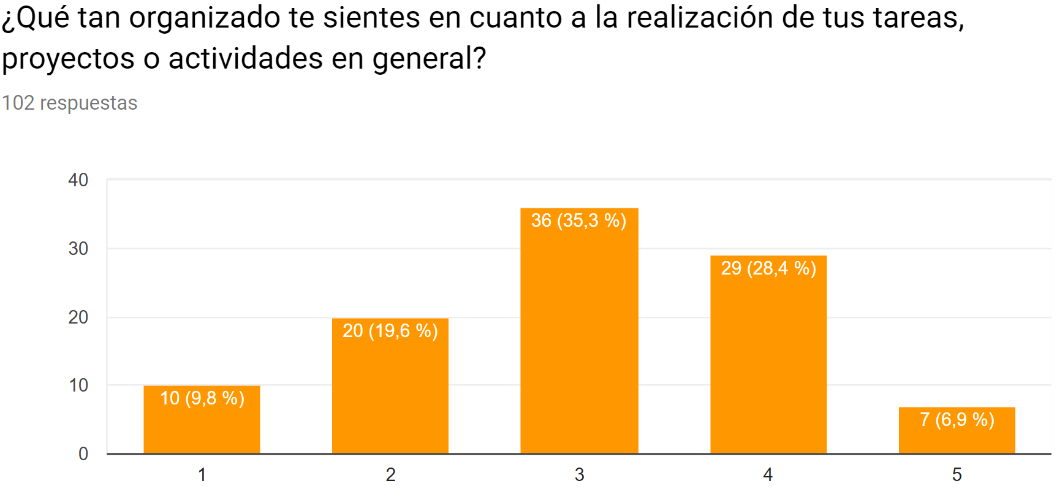 ¿Qué tan organizado te sientes en cuanto a la realización de tus tareas,
proyectos o actividades en general?
102 respuestas
40
30
20
10
0
10 (9,8 %)
20 (19,6 %)
36 (35,3 %)
29 (28,4 %)
7 (6,9 %)
1
2
3
4
5